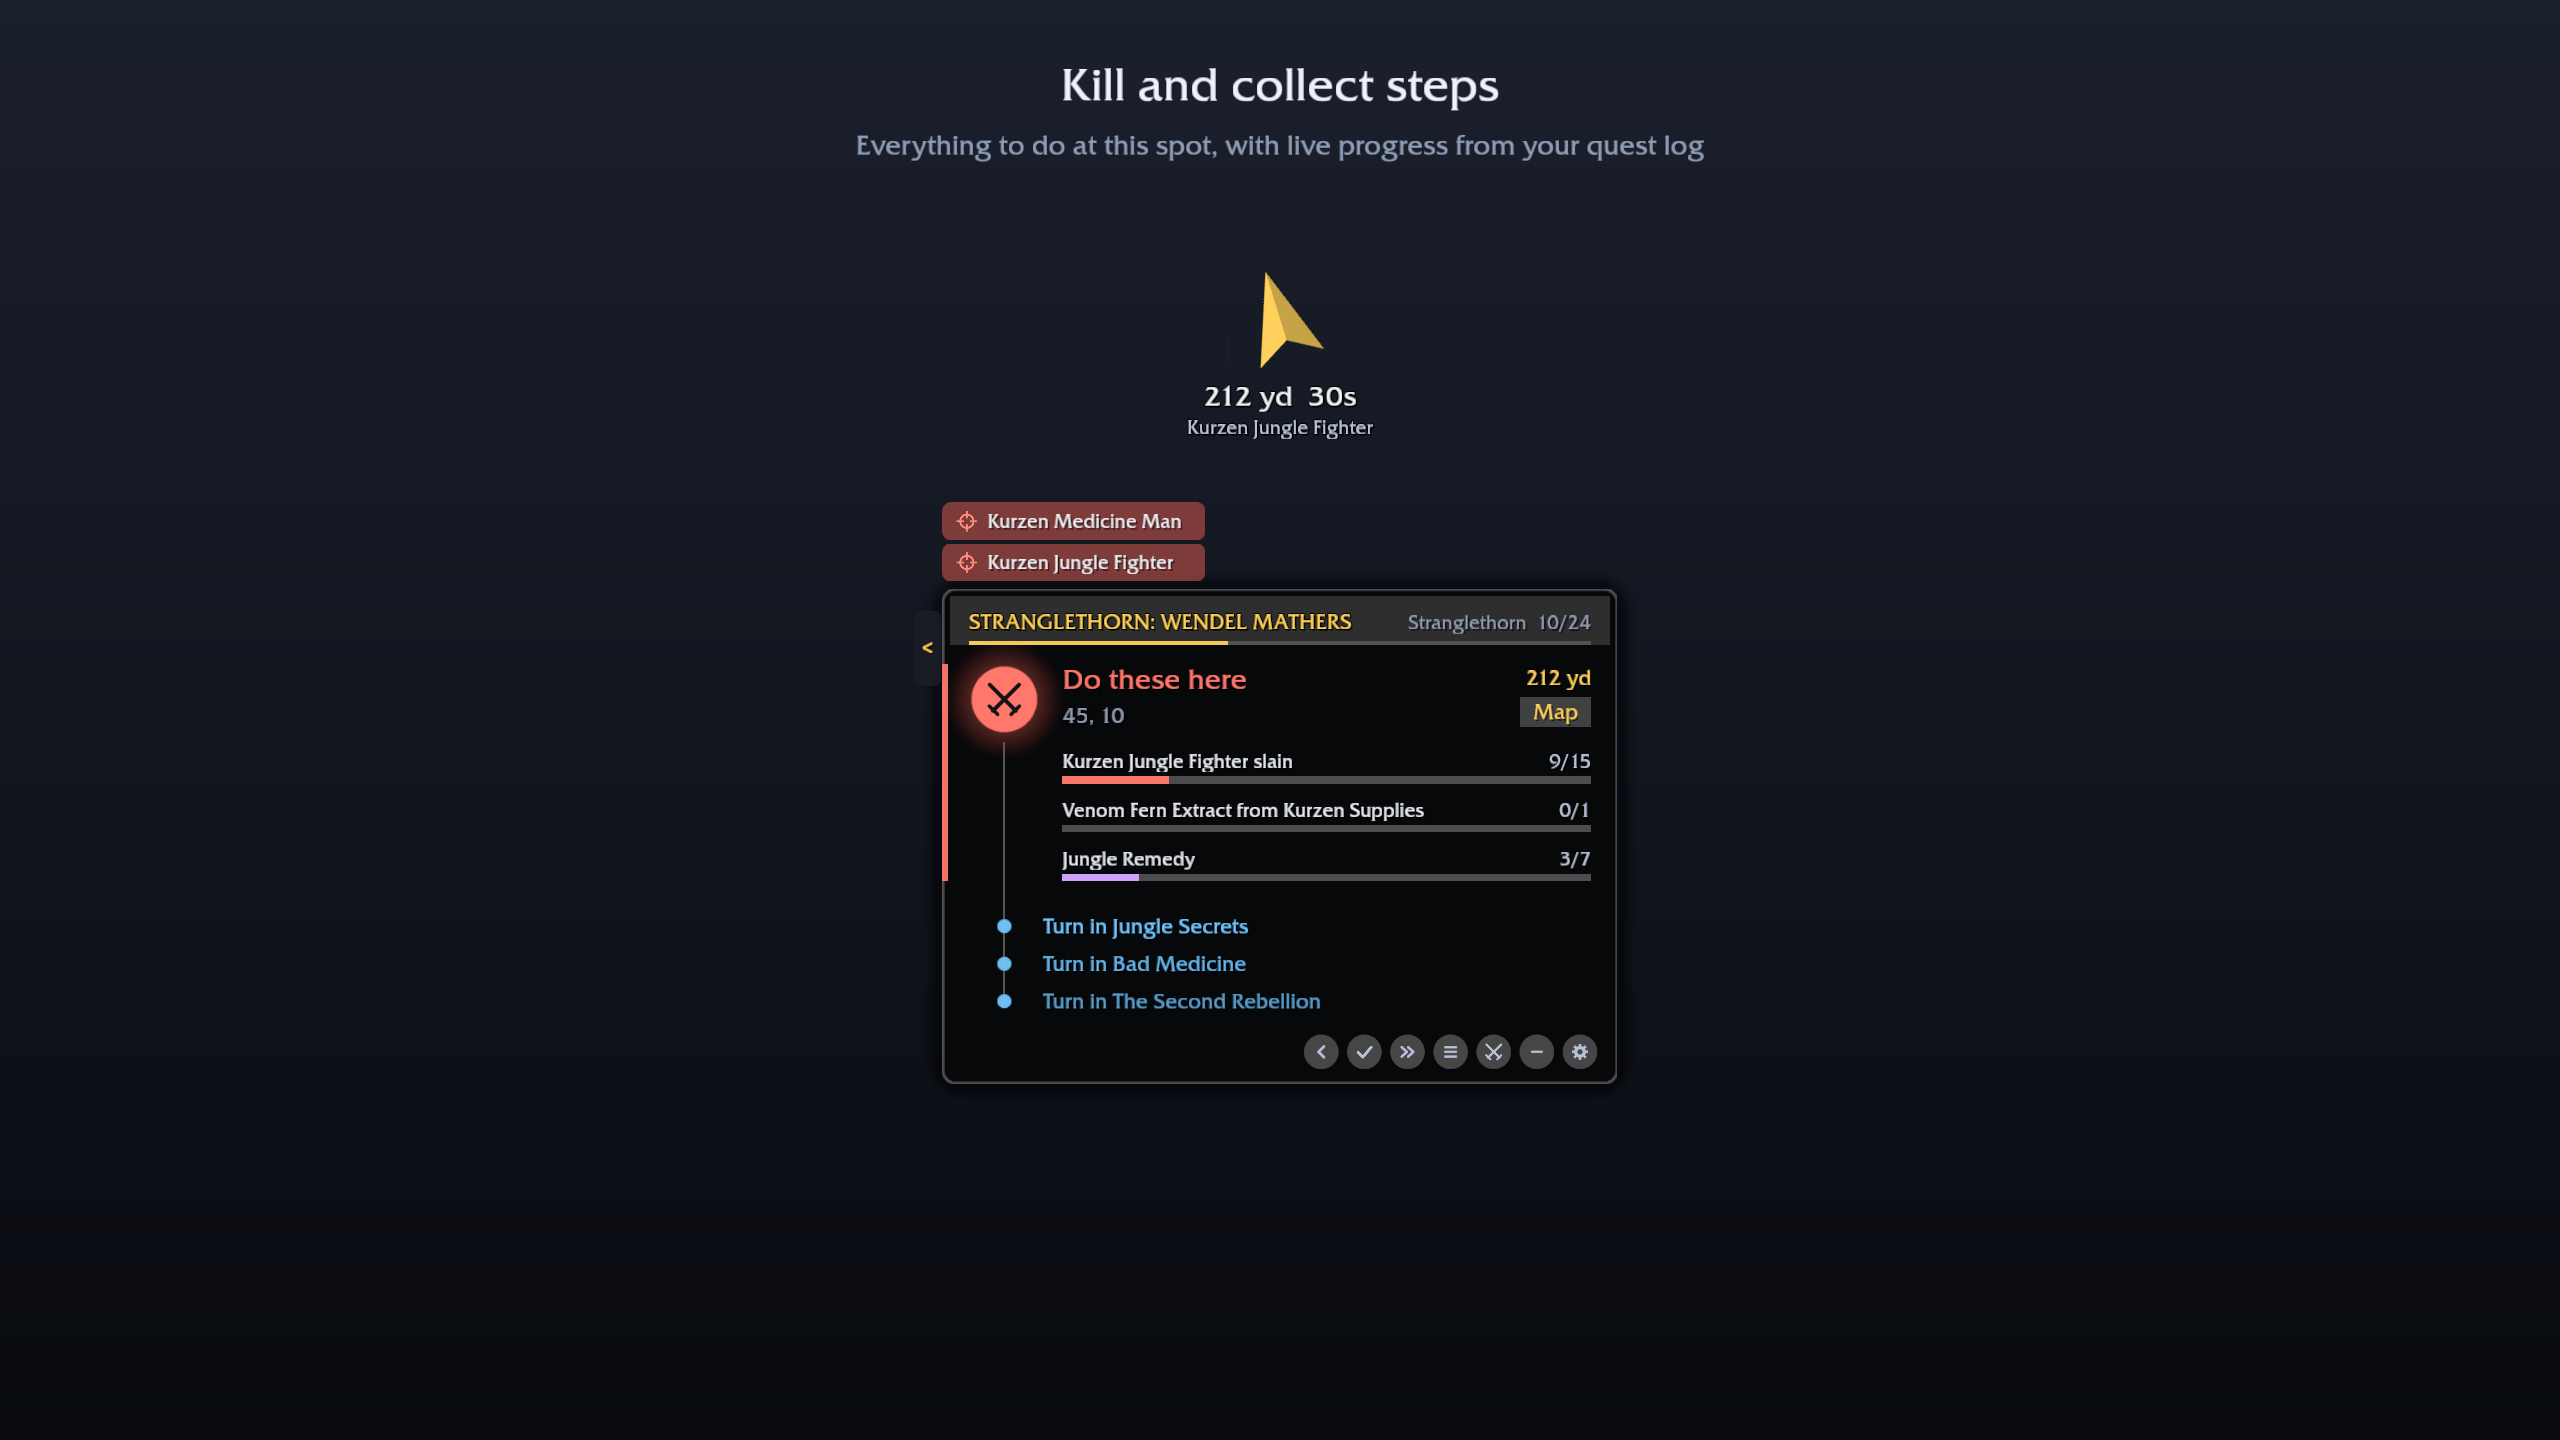 Kill and collect steps
Everything to do at this spot, with live progress from your quest log
212 yd 30s
Kurzen Jungle Fighter
Kurzen Medicine Man
Kurzen Jungle Fighter
<
STRANGLETHORN: WENDEL MATHERS Stranglethorn 10/24
Do these here 212 yd
45, 10 Map
Kurzen Jungle Fighter slain 9/15
Venom Fern Extract from Kurzen Supplies 0/1
Jungle Remedy 3/7
Turn in Jungle Secrets
Turn in Bad Medicine
Turn in The Second Rebellion